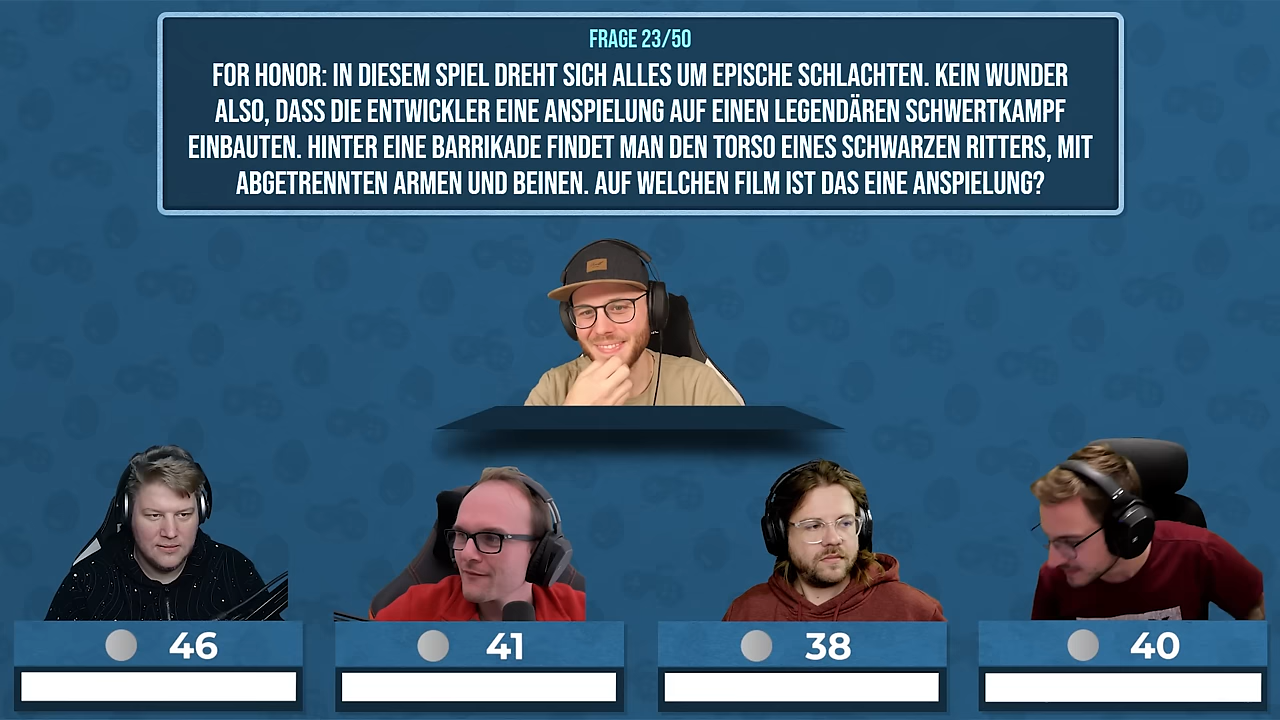 FRAGE 23/50
FOR HONOR: IN DIESEM SPIEL DREHT SICH ALLES UM EPISCHE SCHLACHTEN. KEIN WUNDER
ALSO, DASS DIE ENTWICKLER EINE ANSPIELUNG AUF EINEN LEGENDÄREN SCHWERTKAMPF
EINBAUTEN. HINTER EINE BARRIKADE FINDET MAN DEN TORSO EINES SCHWARZEN RITTERS, MIT
ABGETRENNTEN ARMEN UND BEINEN. AUF WELCHEN FILM IST DAS EINE ANSPIELUNG?
46
41
38
40